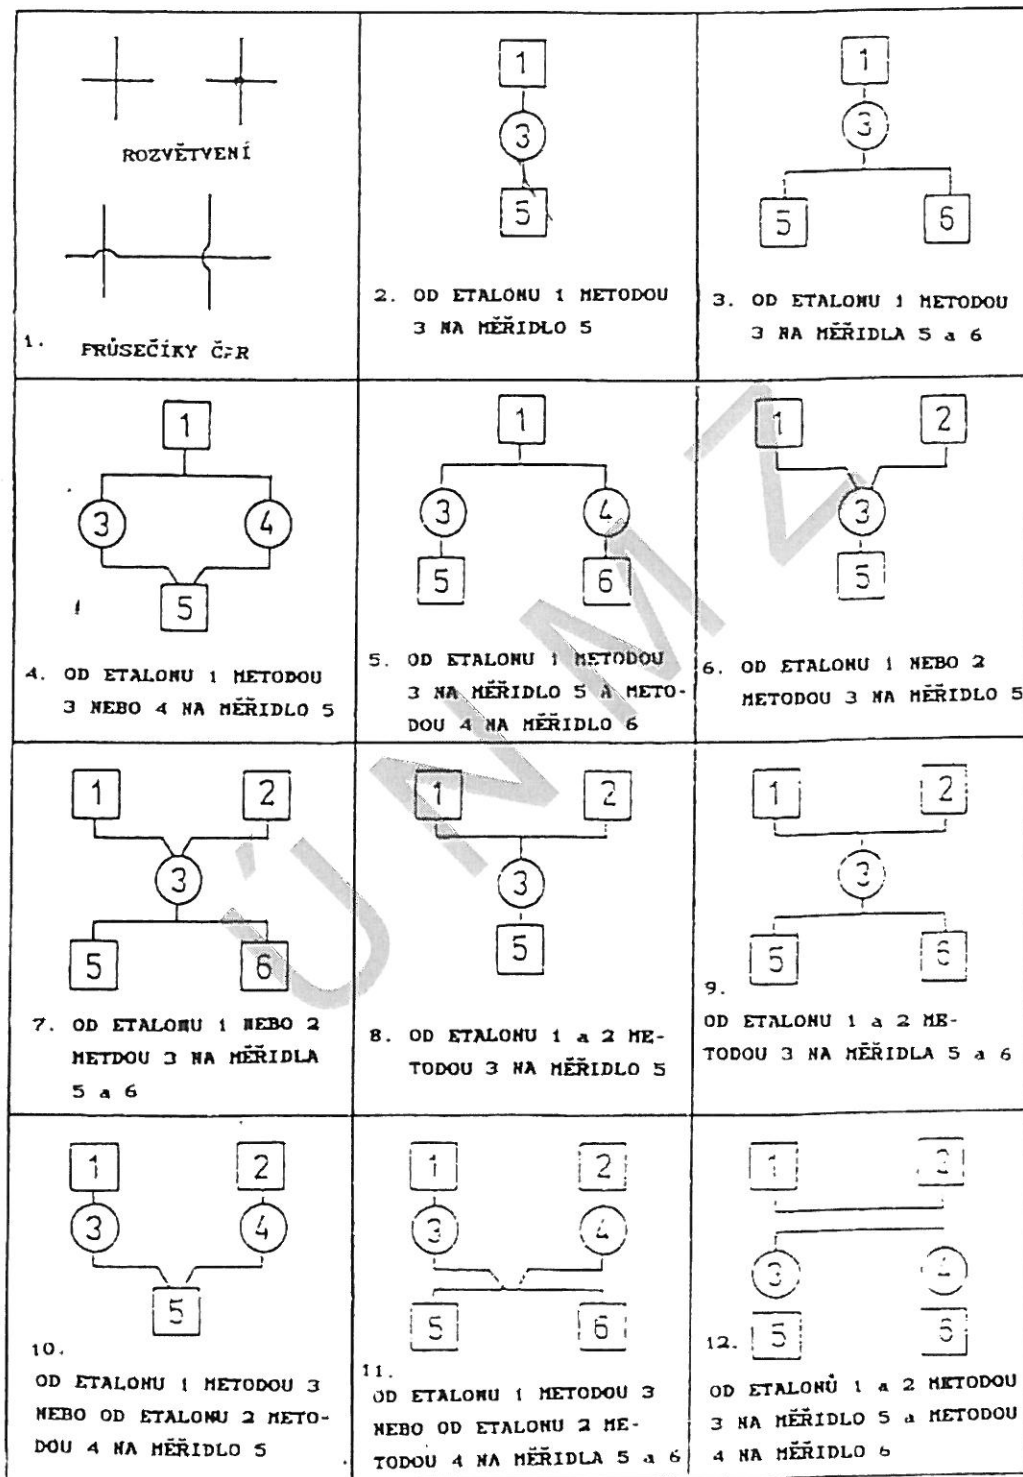 ROZVĚTVENÍ
1.
2. OD ETALONU 1 METODOU
3 NA MĚŘIDLO 5
1
3
5
3. OD ETALONU 1 METODOU
3 NA MĚŘIDLA 5 a 6
1
3
5 6
1
3 4
5
4. OD ETALONU 1 METODOU
3 NEBO 4 NA MĚŘIDLO 5
1
3 4
5 6
5. OD ETALONU 1 METODOU
3 NA MĚŘIDLO 5 A METO-
DOU 4 NA MĚŘIDLO 6
1 2
3
5
6. OD ETALONU 1 NEBO 2
METODOU 3 NA MĚŘIDLO 5
1 2
3
5 6
7. OD ETALONU 1 NEBO 2
METDOU 3 NA MĚŘIDLA
5 a 6
1 2
3
5
8. OD ETALONU 1 a 2 ME-
TODOU 3 NA MĚŘIDLO 5
1 2
3
5 6
9.
OD ETALONU 1 a 2 ME-
TODOU 3 NA MĚŘIDLA 5 a 6
1 2
3 4
5
10.
OD ETALONU 1 METODOU 3
NEBO OD ETALONU 2 METO-
DOU 4 NA MĚŘIDLO 5
1 2
3 4
5 6
11.
OD ETALONU 1 METODOU 3
NEBO OD ETALONU 2 ME-
TODOU 4 NA MĚŘIDLA 5 a 6
1 2
3 4
5 6
12.
OD ETALONŮ 1 a 2 METODOU
3 NA MĚŘIDLO 5 a METODOU
4 NA MĚŘIDLO 6
ÚNMZ